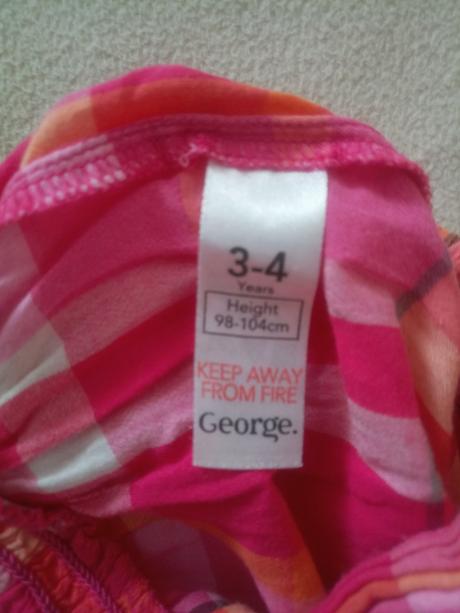 3-4
Years
Height
98-104cm
KEEP AWAY
FROM FIRE
George.